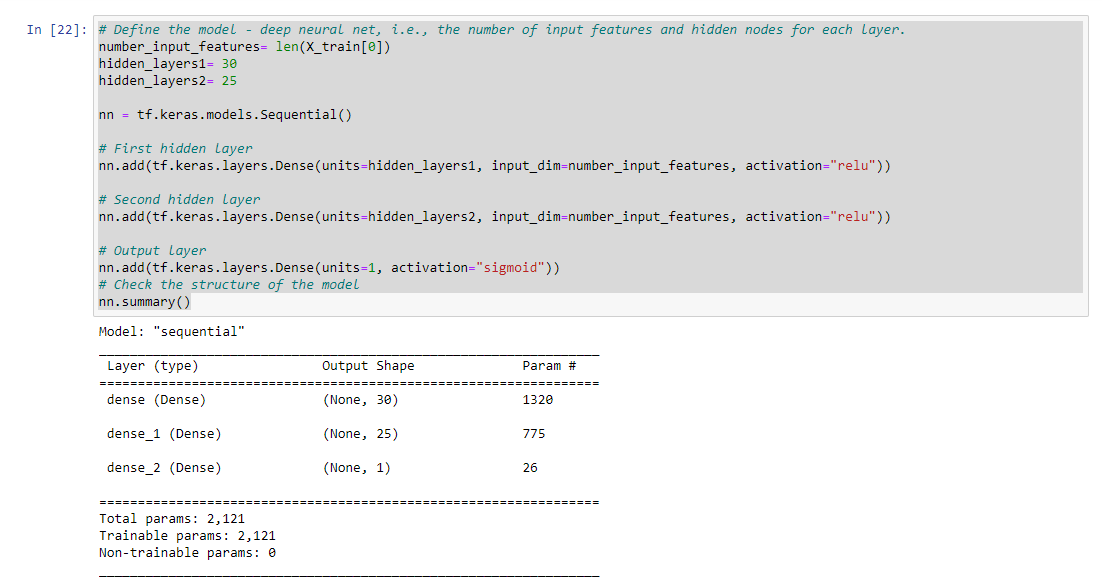 In [22]: # Define the model - deep neural net, i.e., the number of input features and hidden nodes for each layer.
number_input_features= len(X_train[0])
hidden_layers1= 30
hidden_layers2= 25
nn = tf.keras.models.Sequential()
# First hidden layer
nn.add(tf.keras.layers.Dense(units=hidden_layers1, input_dim=number_input_features, activation="relu"))
# Second hidden layer
nn.add(tf.keras.layers.Dense(units=hidden_layers2, input_dim=number_input_features, activation="relu"))
# Output layer
nn.add(tf.keras.layers.Dense(units=1, activation="sigmoid"))
# Check the structure of the model
nn.summary()
Model: "sequential"
Layer (type) Output Shape Param #
dense (Dense) (None, 30) 1320
dense_1 (Dense) (None, 25) 775
dense_2 (Dense) (None, 1) 26
Total params: 2,121
Trainable params: 2,121
Non-trainable params: 0